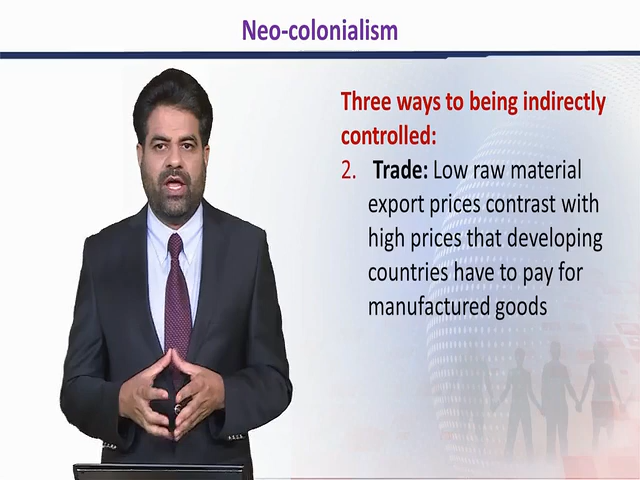 Neo-colonialism
Three ways to being indirectly
controlled:
2. Trade: Low raw material
export prices contrast with
high prices that developing
countries have to pay for
manufactured goods